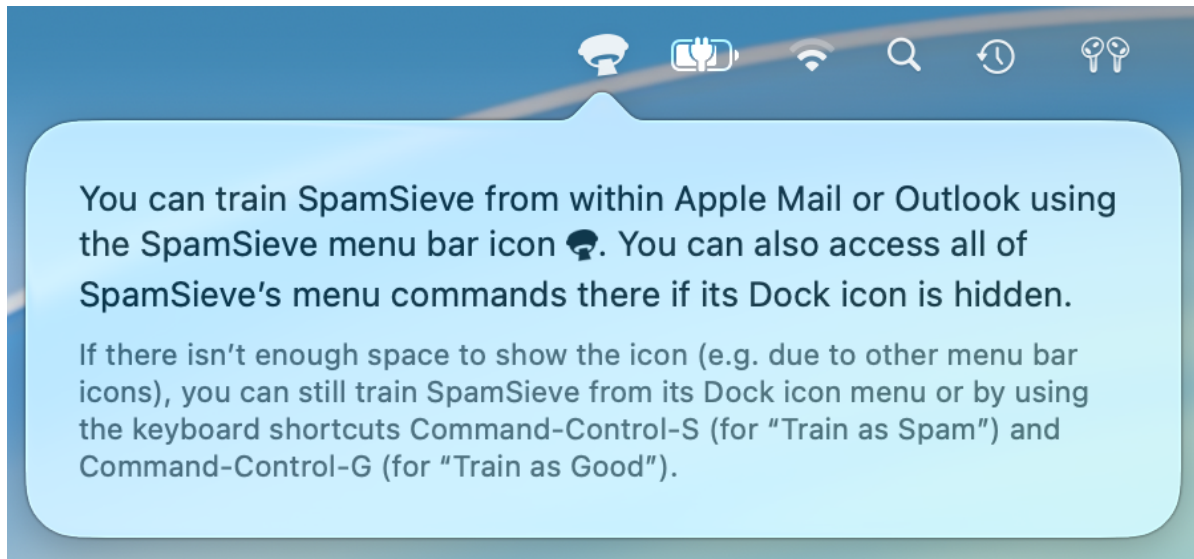 You can train SpamSieve from within Apple Mail or Outlook using
the SpamSieve menu bar icon . You can also access all of
SpamSieve’s menu commands there if its Dock icon is hidden.
If there isn’t enough space to show the icon (e.g. due to other menu bar
icons), you can still train SpamSieve from its Dock icon menu or by using
the keyboard shortcuts Command-Control-S (for “Train as Spam”) and
Command-Control-G (for “Train as Good”).